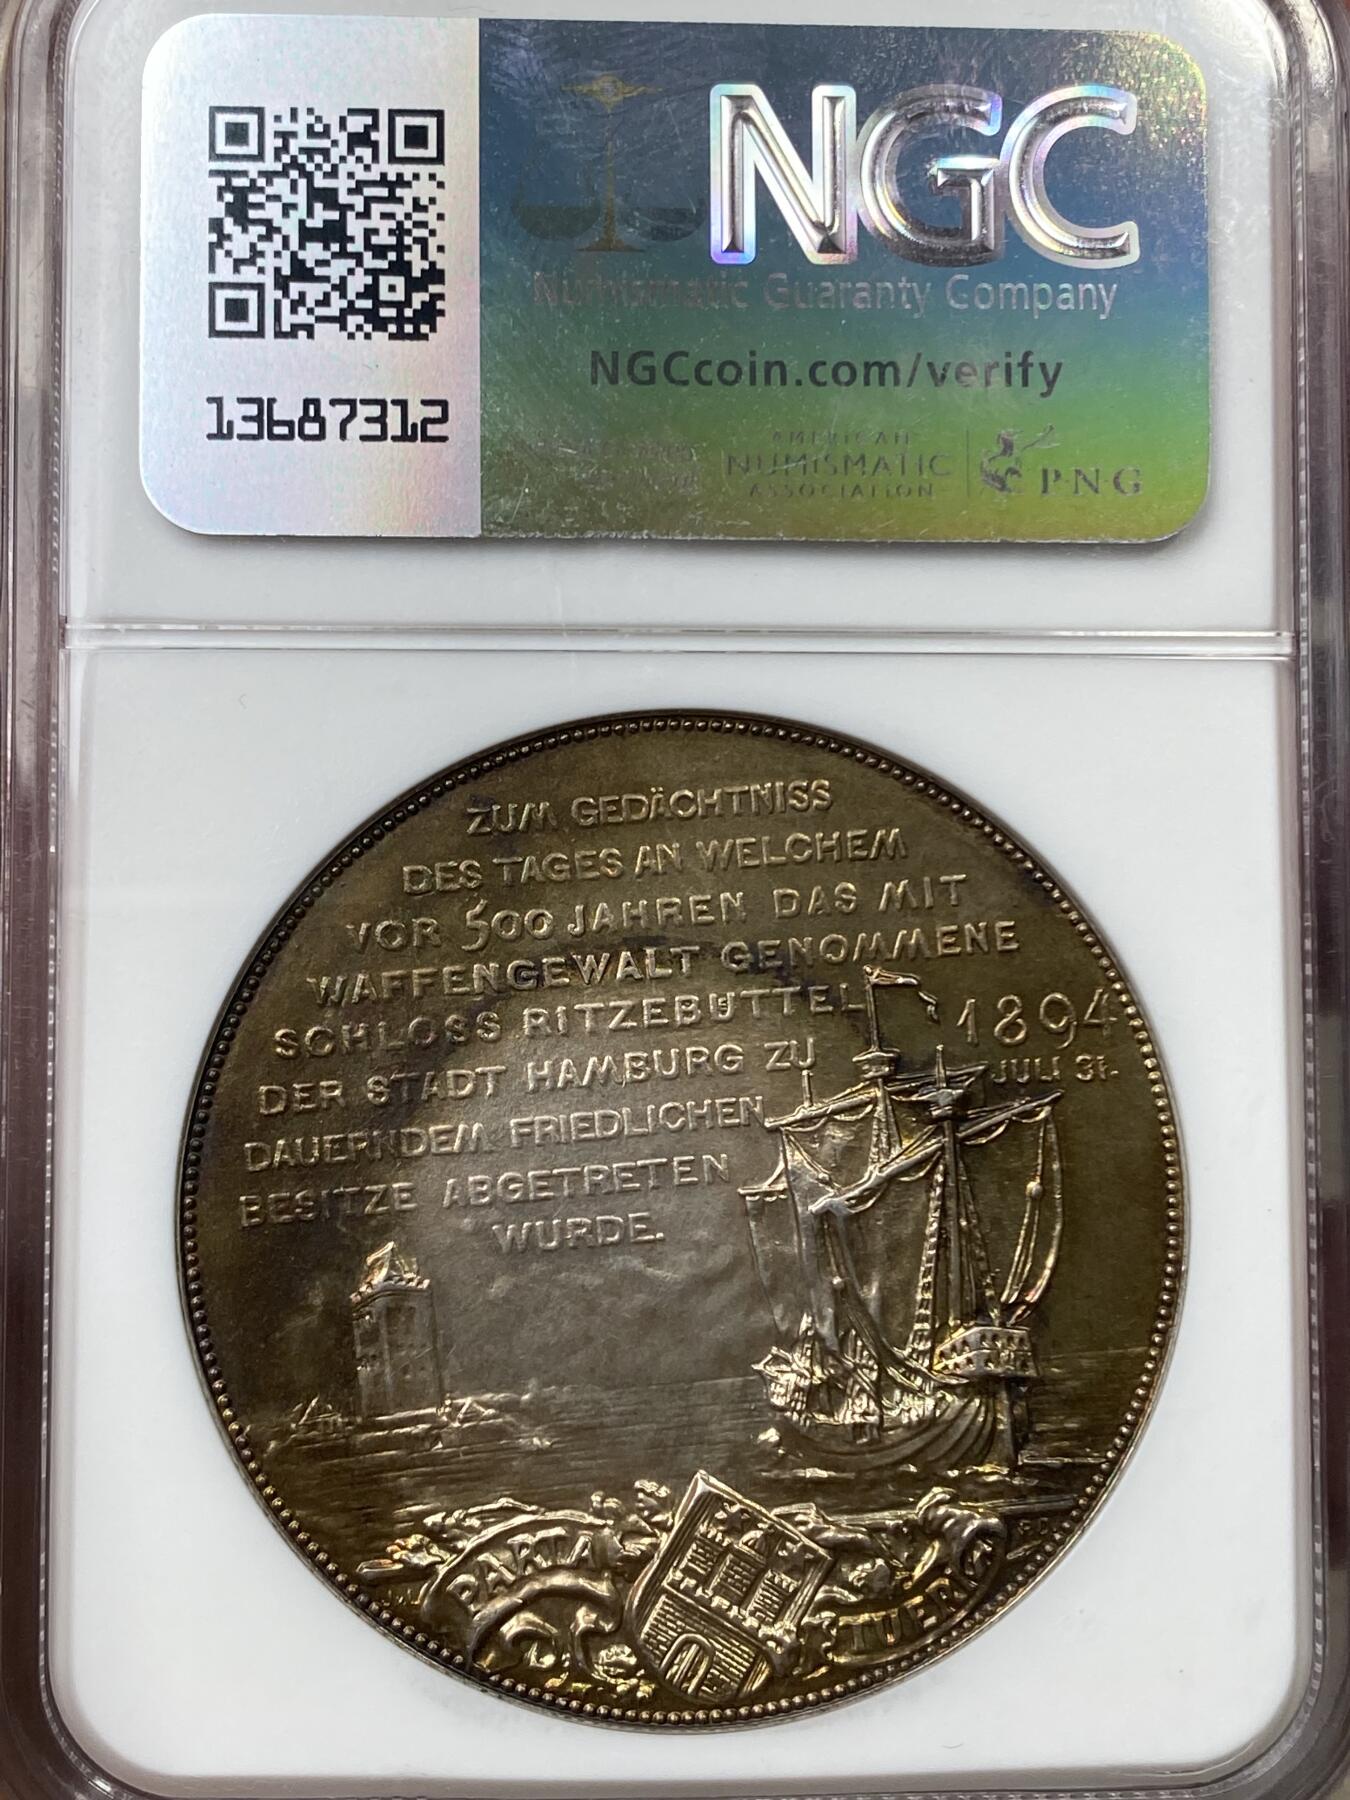 NGC
Numismatic Guaranty Company
NGCcoin.com/verify
13687312
AMERICAN
NUMISMATIC
ASSOCIATION
P·N·G
ZUM GEDÄCHTNISS
DES TAGES AN WELCHEM
VOR 500 JAHREN DAS MIT
WAFFENGEWALT GENOMMENE
SCHLOSS RITZEBÜTTEL
DER STADT HAMBURG ZU
DAUERNDEM FRIEDLICHEN
BESITZE ABGETRETEN
WURDE.
1894
JULI 31.
PARTA
TUERI